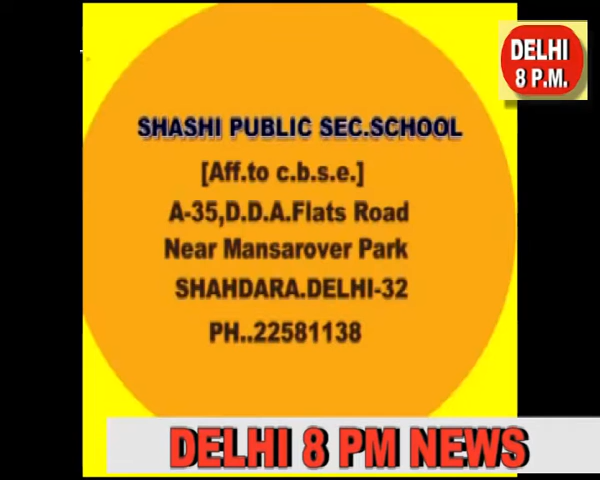 DELHI
8 P.M.
SHASHI PUBLIC SEC.SCHOOL
[Aff.to c.b.s.e.]
A-35,D.D.A.Flats Road
Near Mansarover Park
SHAHDARA.DELHI-32
PH..22581138
DELHI 8 PM NEWS